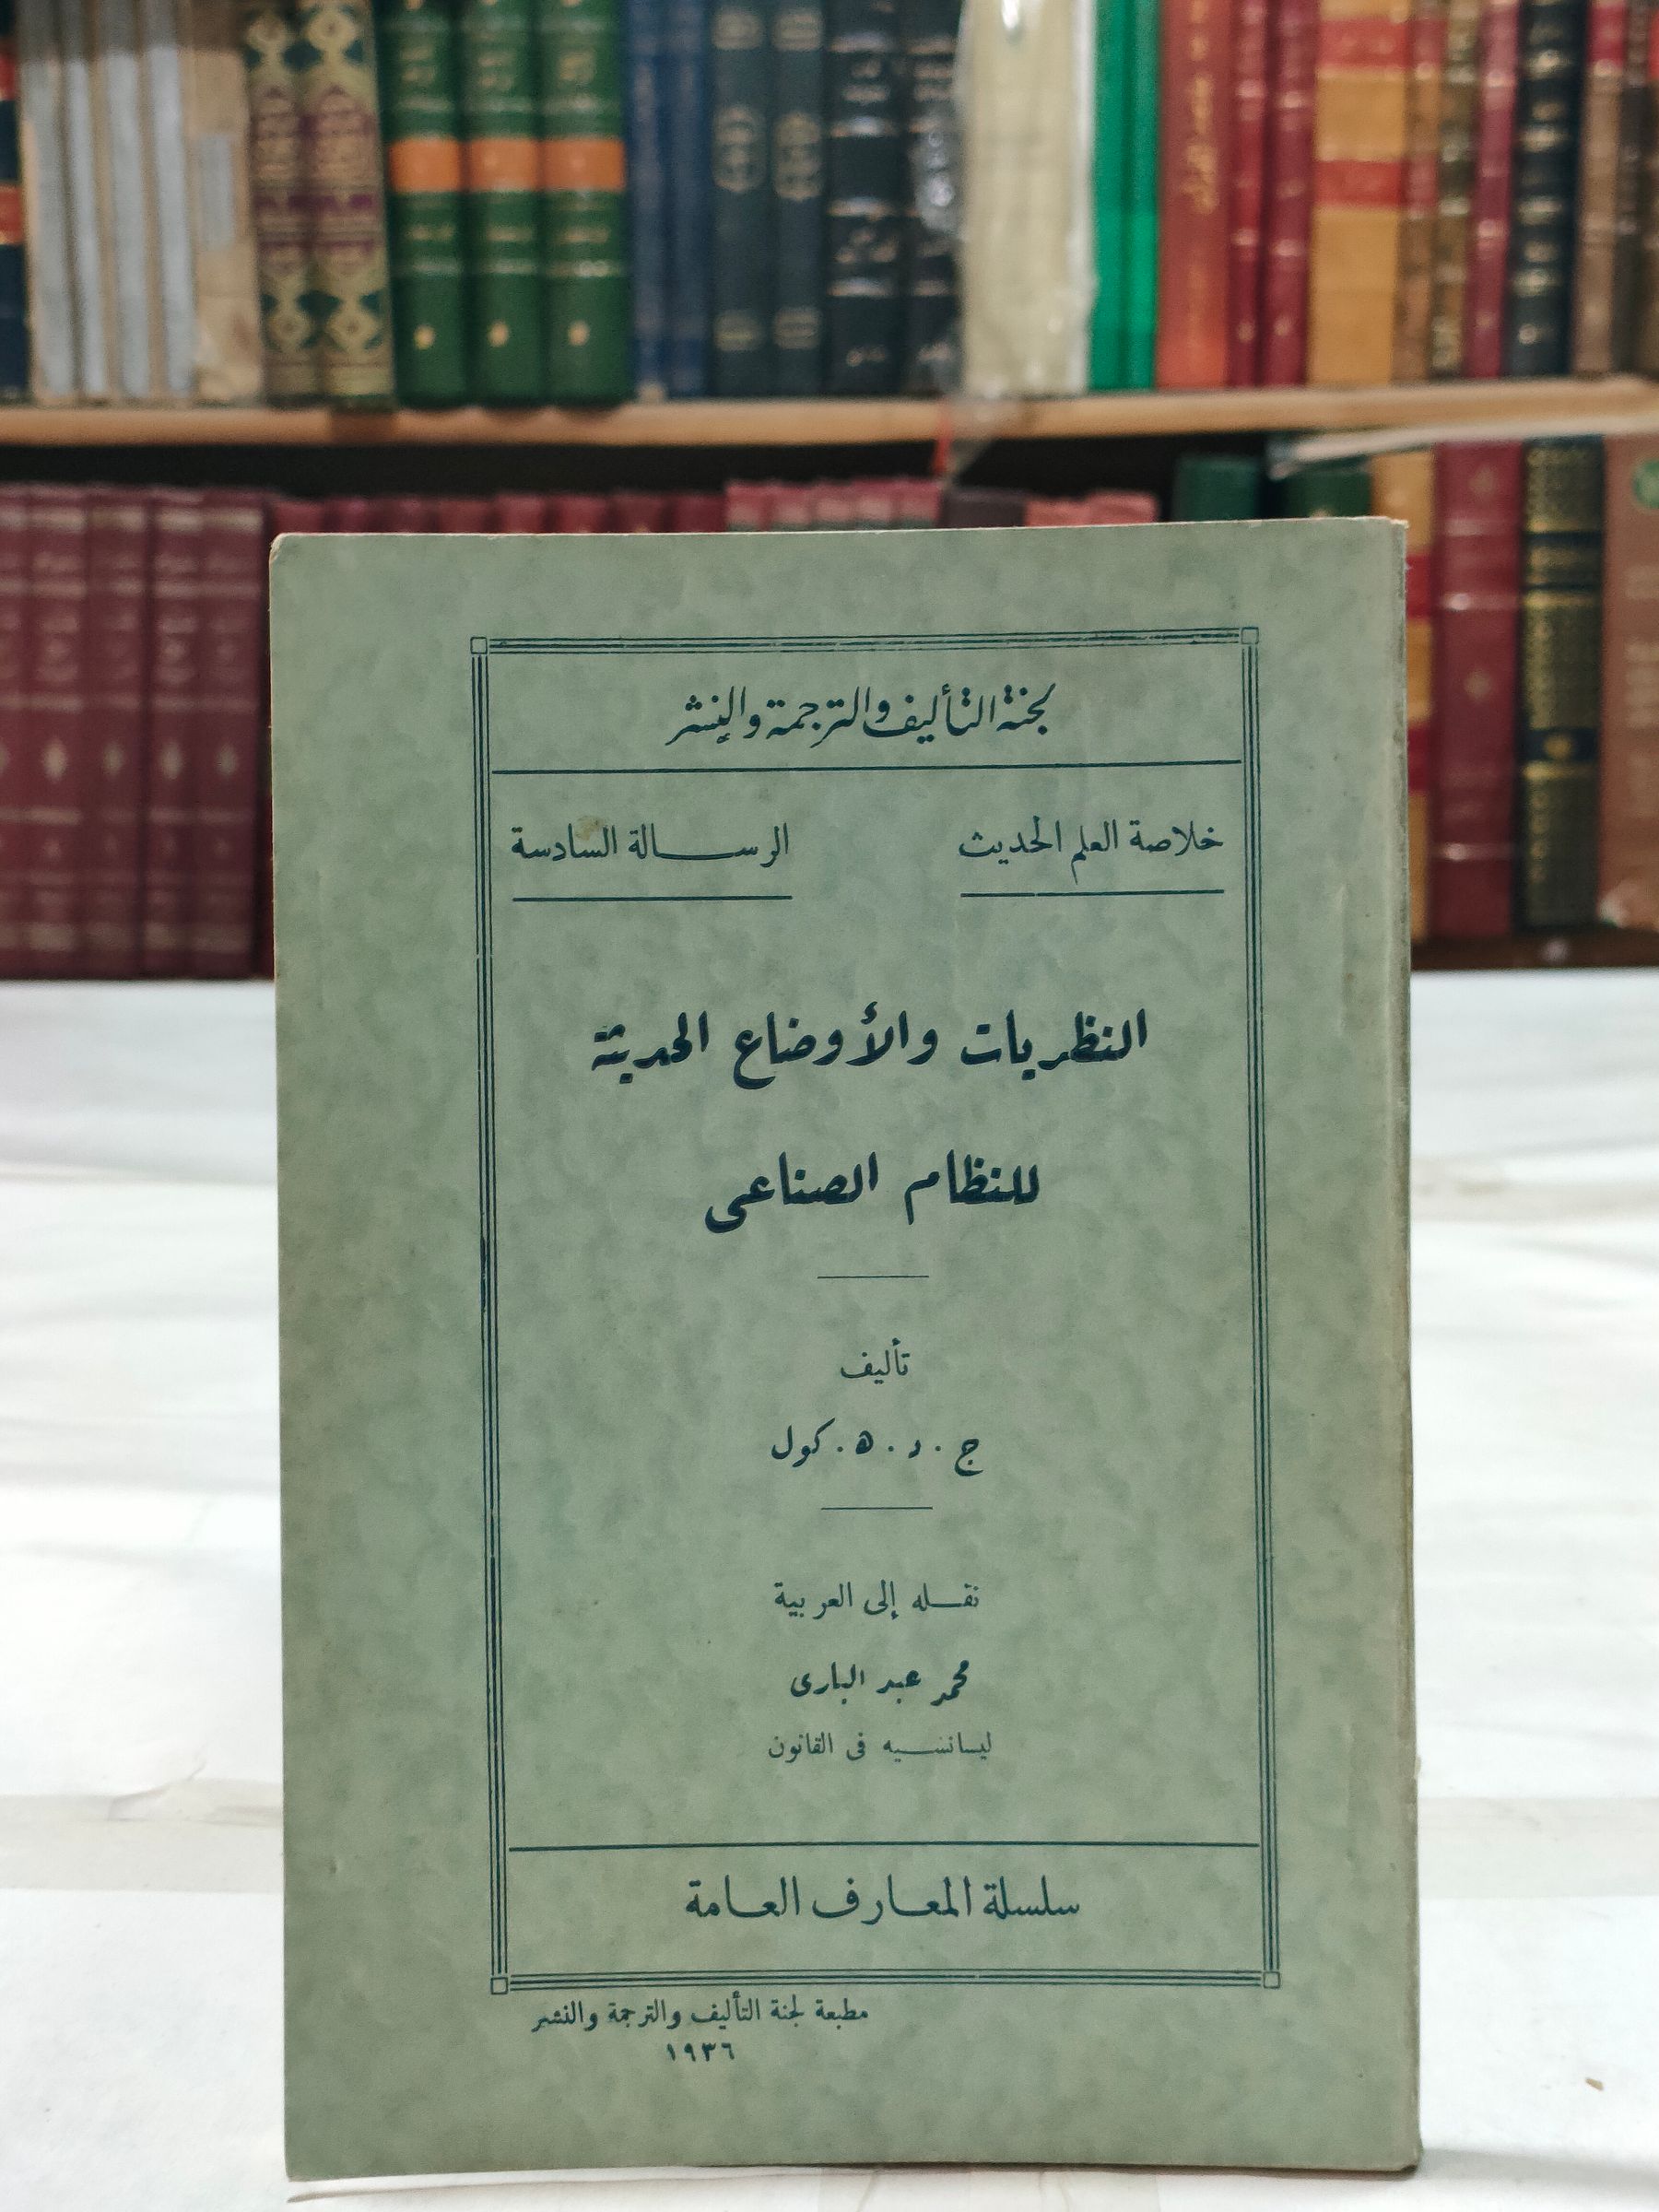 لجنة التأليف والترجمة والنشر
خلاصة العلم الحديث
الرسالة السادسة
النظريات والأوضاع الحديثة
للنظام الصناعى
تأليف
ج . د . ه . كول
نقله إلى العربية
محمد عبد البارى
ليسانسيه فى القانون
سلسلة المعارف العامة
مطبعة لجنة التأليف والترجمة والنشر
١٩٣٦